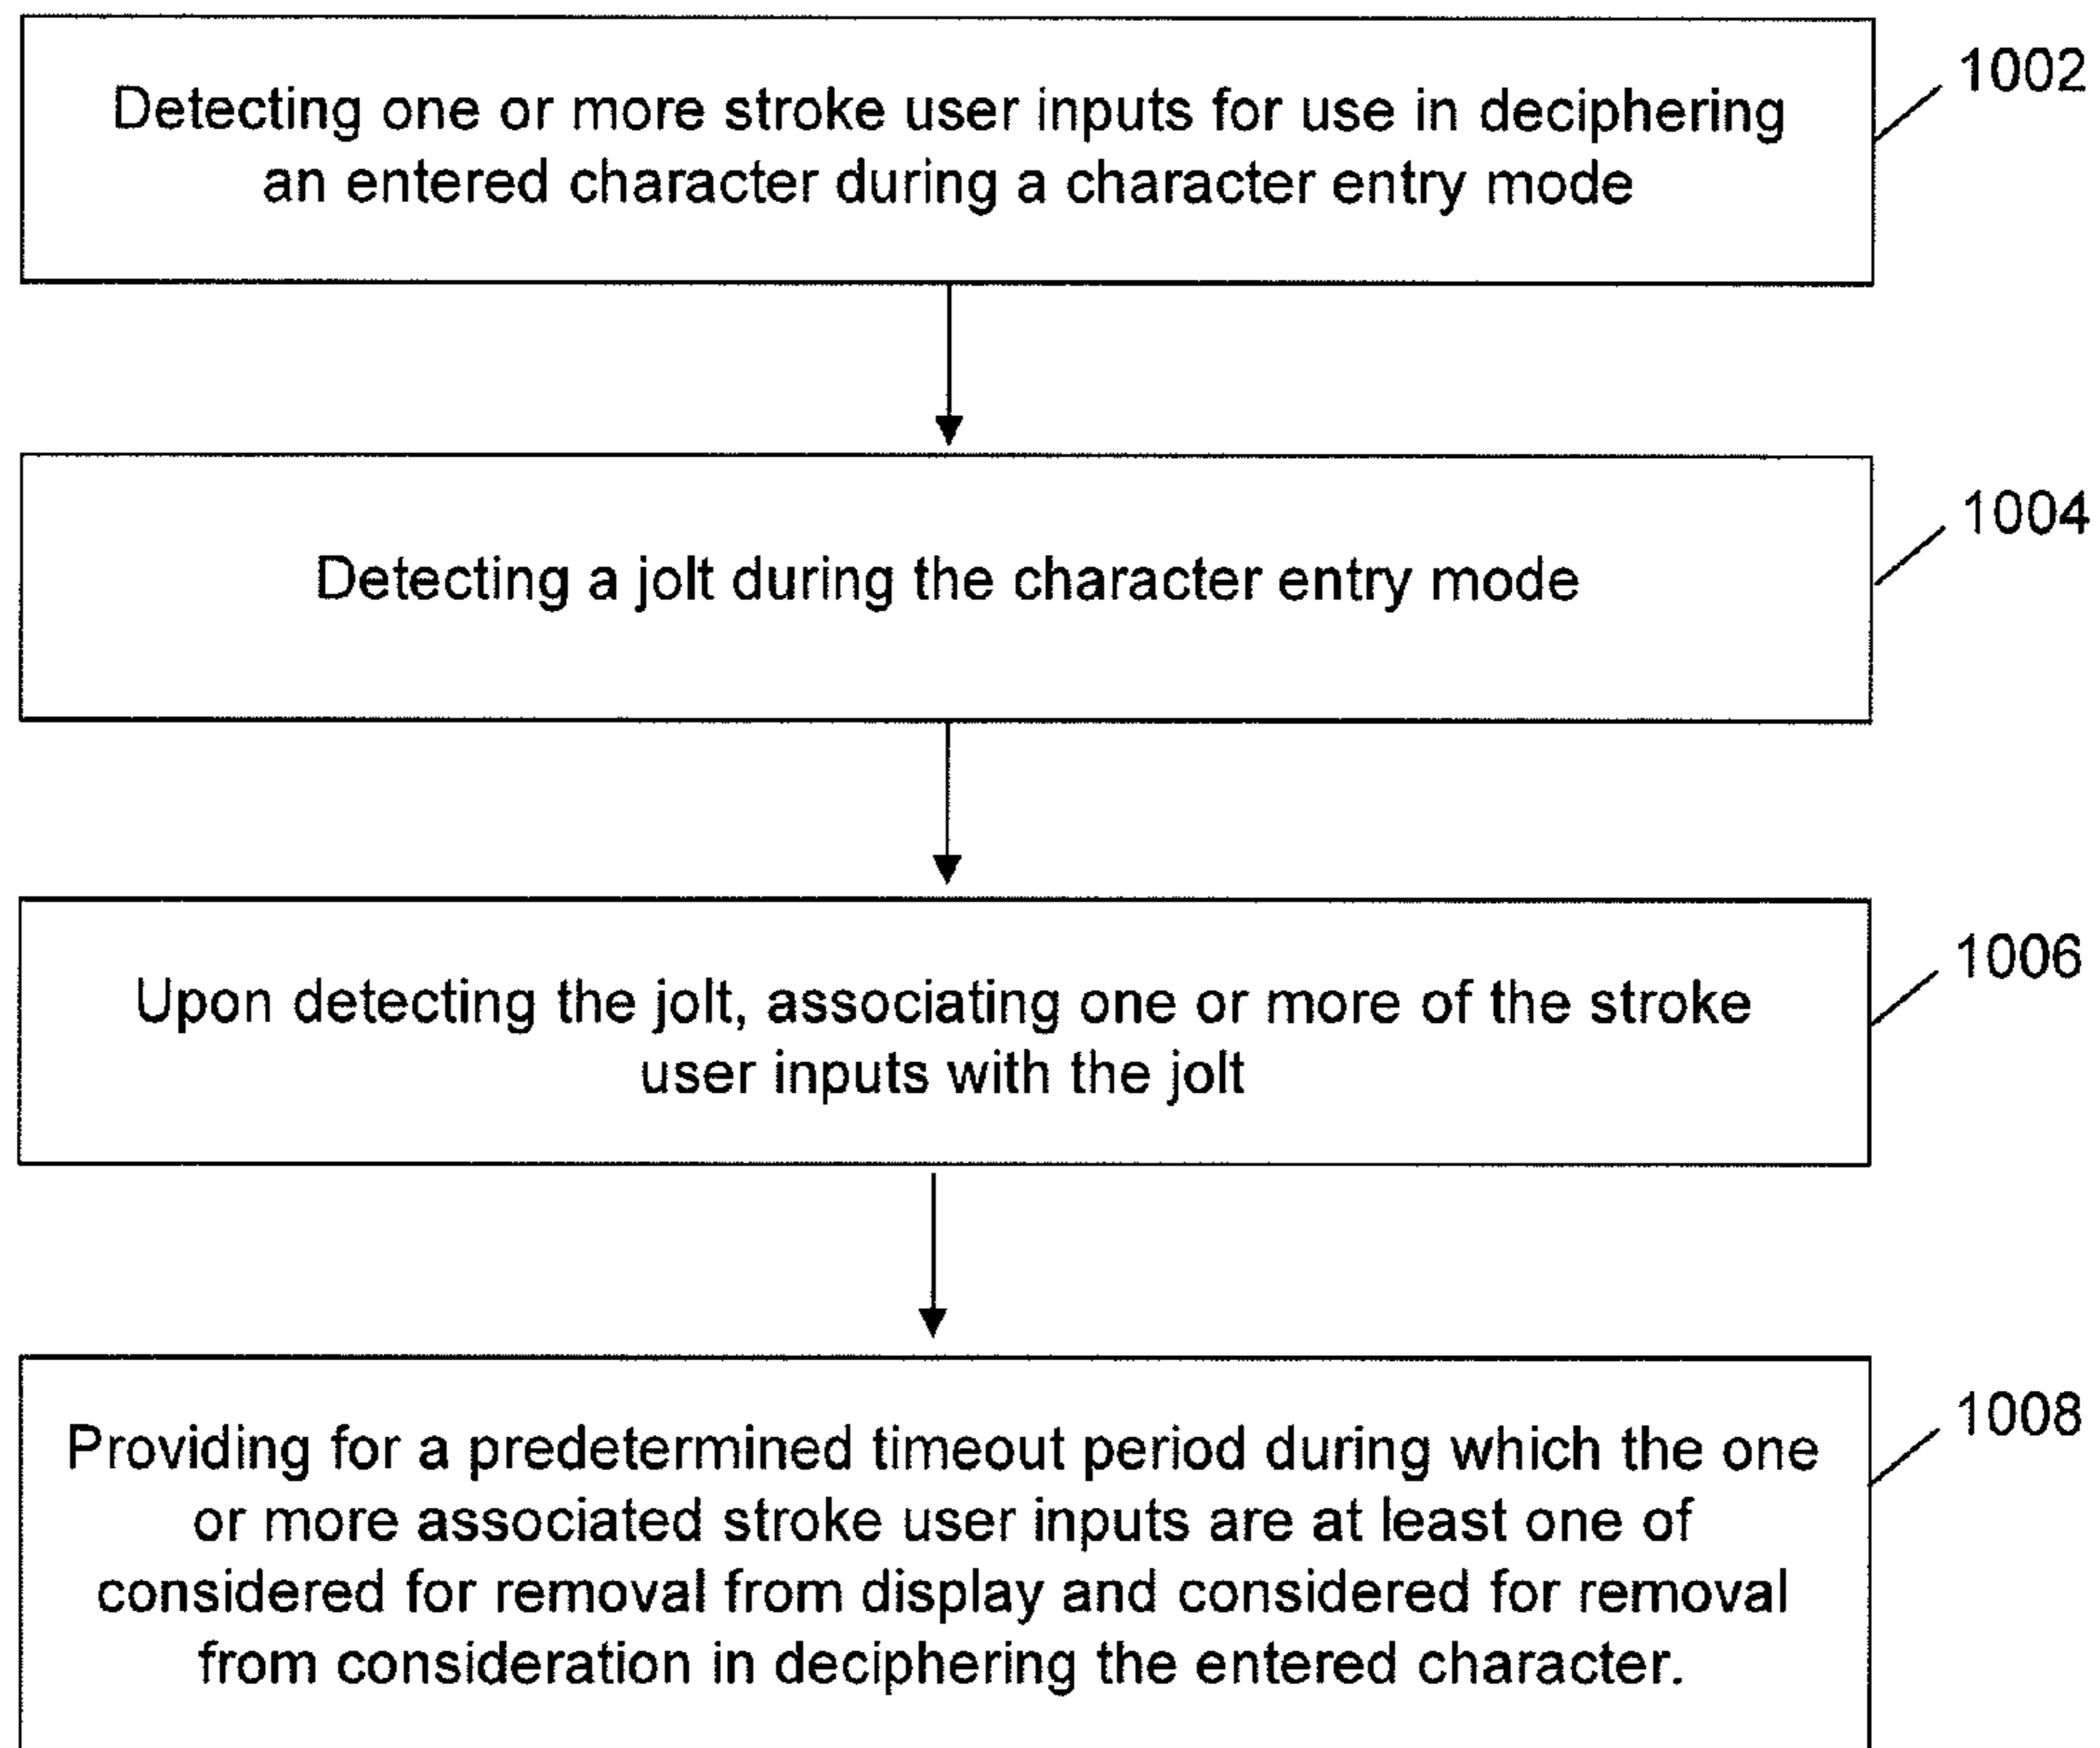 1002
Detecting one or more stroke user inputs for use in deciphering
an entered character during a character entry mode
1004
Detecting a jolt during the character entry mode
1006
Upon detecting the jolt, associating one or more of the stroke
user inputs with the jolt
1008
Providing for a predetermined timeout period during which the one
or more associated stroke user inputs are at least one of
considered for removal from display and considered for removal
from consideration in deciphering the entered character.